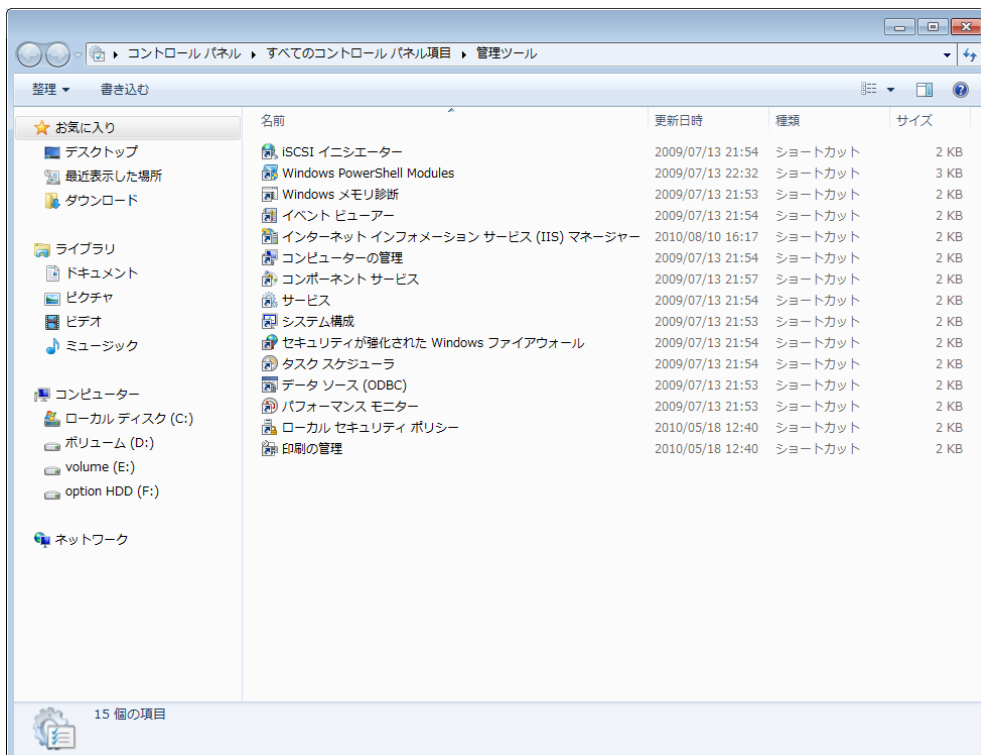 コントロール パネル ▸ すべてのコントロール パネル項目 ▸ 管理ツール
整理 書き込む
名前 更新日時 種類 サイズ
お気に入り
デスクトップ
最近表示した場所
ダウンロード
ライブラリ
ドキュメント
ピクチャ
ビデオ
ミュージック
コンピューター
ローカル ディスク (C:)
ボリューム (D:)
volume (E:)
option HDD (F:)
ネットワーク
iSCSI イニシエーター 2009/07/13 21:54 ショートカット 2 KB
Windows PowerShell Modules 2009/07/13 22:32 ショートカット 3 KB
Windows メモリ診断 2009/07/13 21:53 ショートカット 2 KB
イベント ビューアー 2009/07/13 21:54 ショートカット 2 KB
インターネット インフォメーション サービス (IIS) マネージャー 2010/08/10 16:17 ショートカット 2 KB
コンピューターの管理 2009/07/13 21:54 ショートカット 2 KB
コンポーネント サービス 2009/07/13 21:57 ショートカット 2 KB
サービス 2009/07/13 21:54 ショートカット 2 KB
システム構成 2009/07/13 21:53 ショートカット 2 KB
セキュリティが強化された Windows ファイアウォール 2009/07/13 21:54 ショートカット 2 KB
タスク スケジューラ 2009/07/13 21:54 ショートカット 2 KB
データ ソース (ODBC) 2009/07/13 21:53 ショートカット 2 KB
パフォーマンス モニター 2009/07/13 21:53 ショートカット 2 KB
ローカル セキュリティ ポリシー 2010/05/18 12:40 ショートカット 2 KB
印刷の管理 2010/05/18 12:40 ショートカット 2 KB
15 個の項目